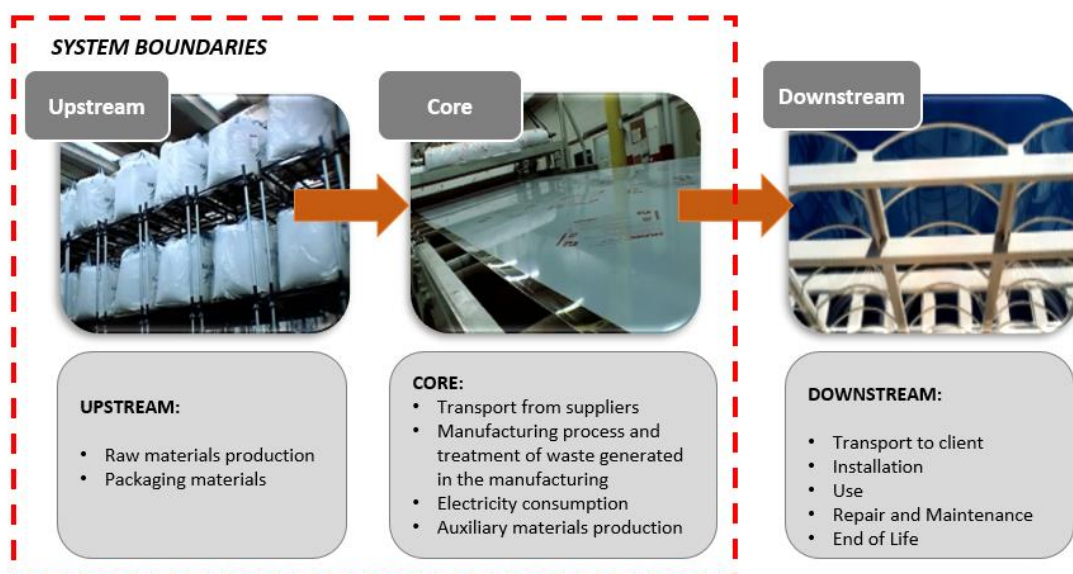 SYSTEM BOUNDARIES
Upstream
Core
Downstream
UPSTREAM:
• Raw materials production
• Packaging materials
CORE:
• Transport from suppliers
• Manufacturing process and
treatment of waste generated
in the manufacturing
• Electricity consumption
• Auxiliary materials production
DOWNSTREAM:
• Transport to client
• Installation
• Use
• Repair and Maintenance
• End of Life